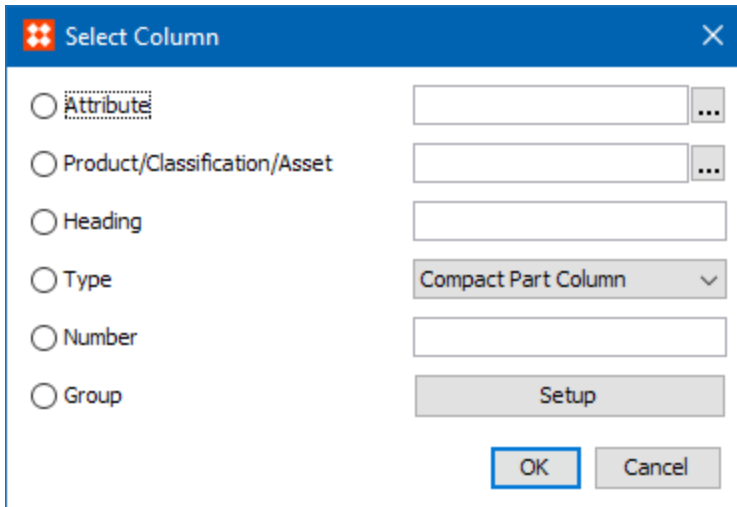 Select Column
Attribute ...
Product/Classification/Asset ...
Heading
Type Compact Part Column
Number
Group Setup
OK Cancel